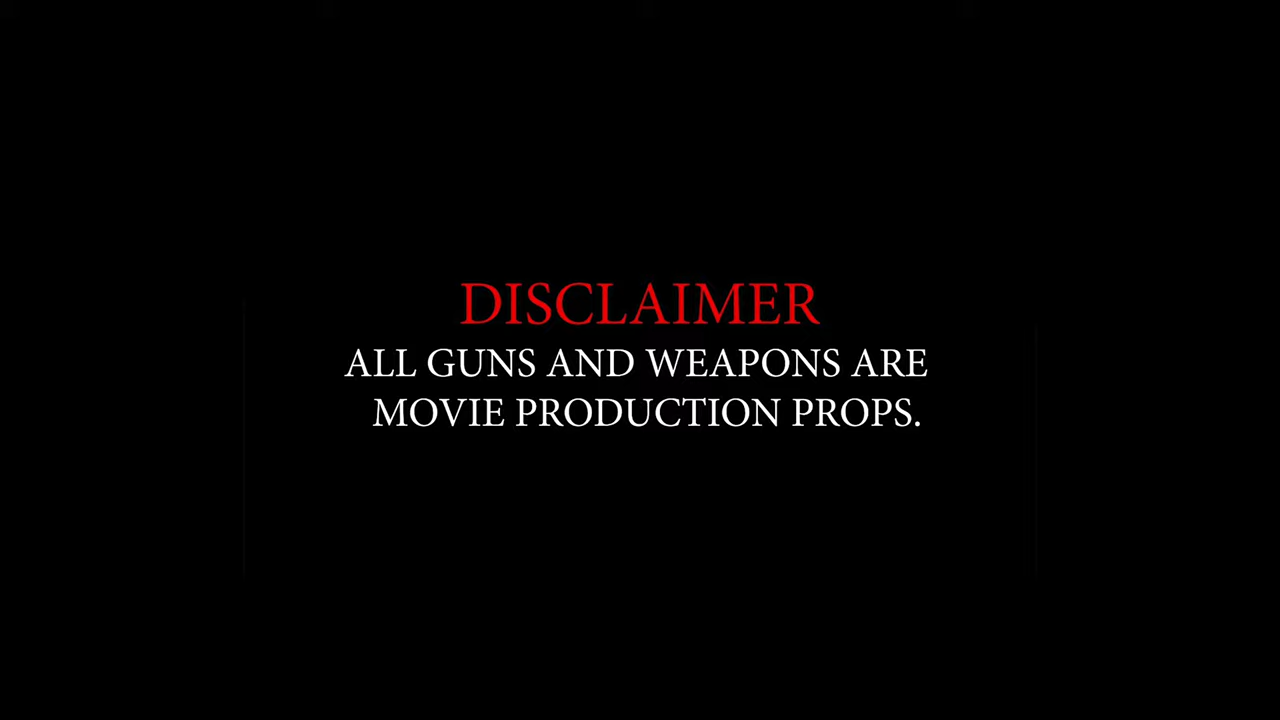 DISCLAIMER
ALL GUNS AND WEAPONS ARE
MOVIE PRODUCTION PROPS.